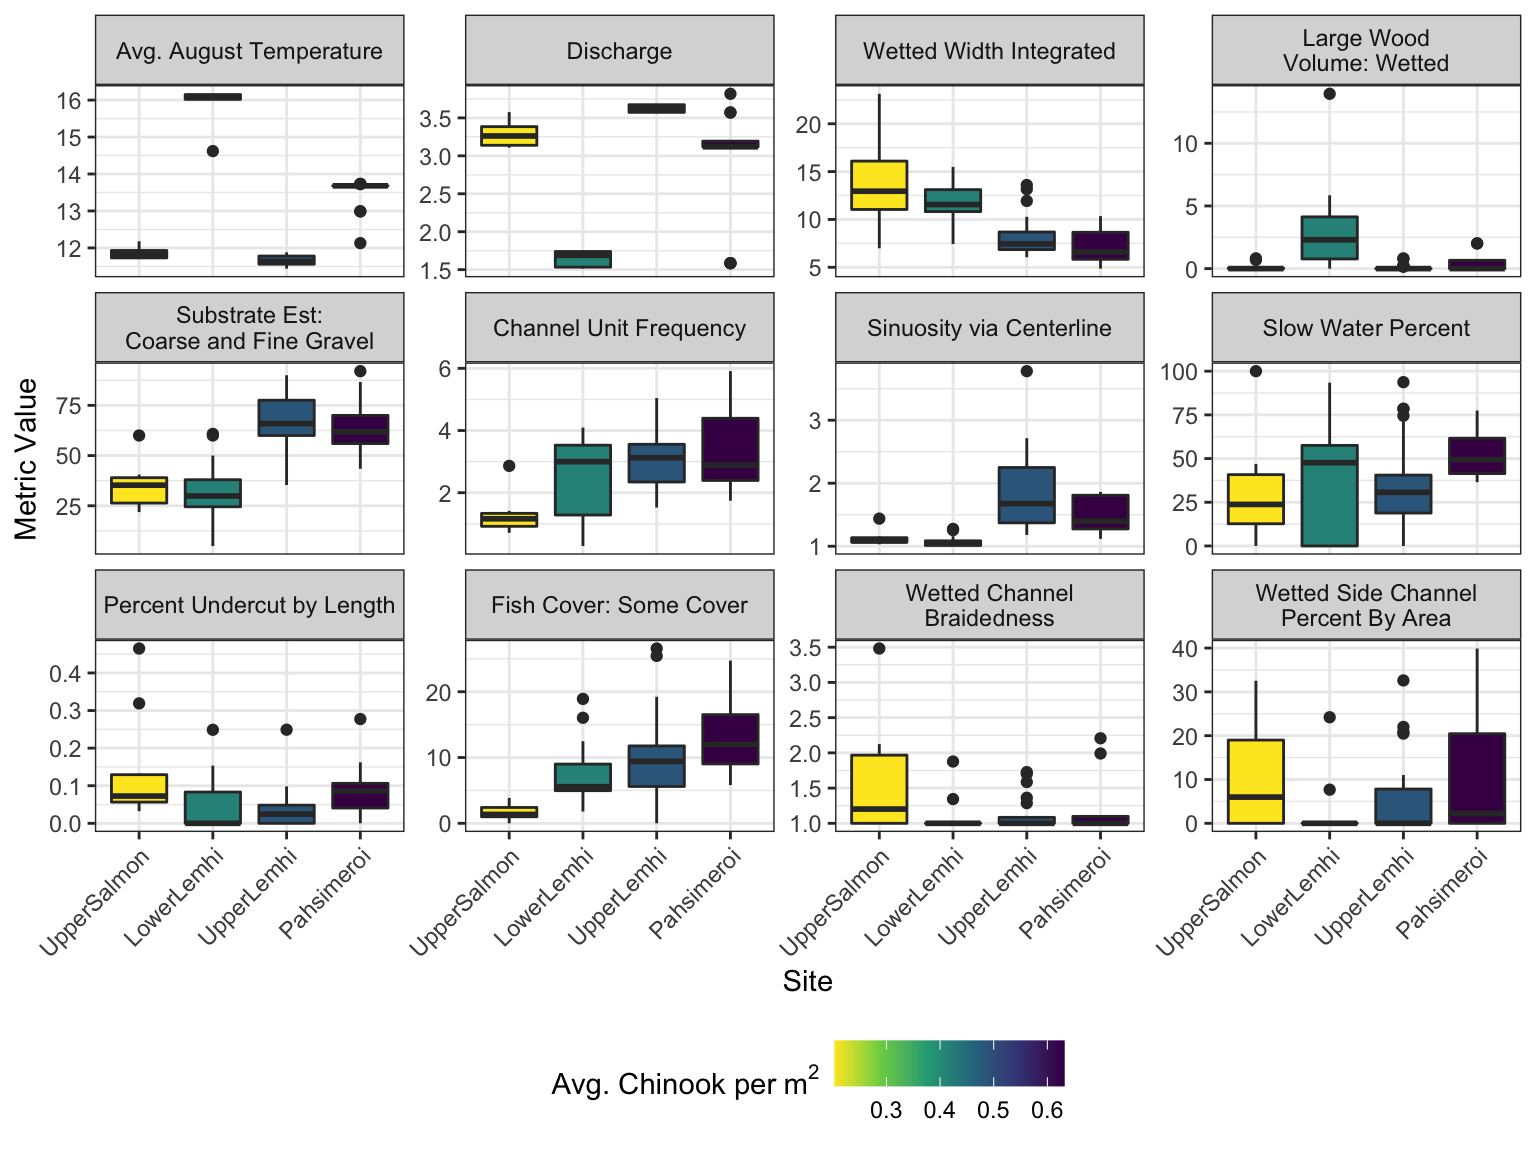 Avg. August Temperature
Discharge
Wetted Width Integrated
Large Wood
Volume: Wetted
16
15
14
13
12
3.5
3.0
2.5
2.0
1.5
20
15
10
5
10
5
0
Substrate Est:
Coarse and Fine Gravel
Channel Unit Frequency
Sinuosity via Centerline
Slow Water Percent
75
50
25
6
4
2
3
2
1
100
75
50
25
0
Percent Undercut by Length
Fish Cover: Some Cover
Wetted Channel
Braidedness
Wetted Side Channel
Percent By Area
0.4
0.3
0.2
0.1
0.0
20
10
0
3.5
3.0
2.5
2.0
1.5
1.0
40
30
20
10
0
Metric Value
UpperSalmon
LowerLemhi
UpperLemhi
Pahsimeroi
UpperSalmon
LowerLemhi
UpperLemhi
Pahsimeroi
UpperSalmon
LowerLemhi
UpperLemhi
Pahsimeroi
UpperSalmon
LowerLemhi
UpperLemhi
Pahsimeroi
Site
Avg. Chinook per m²
0.3 0.4 0.5 0.6